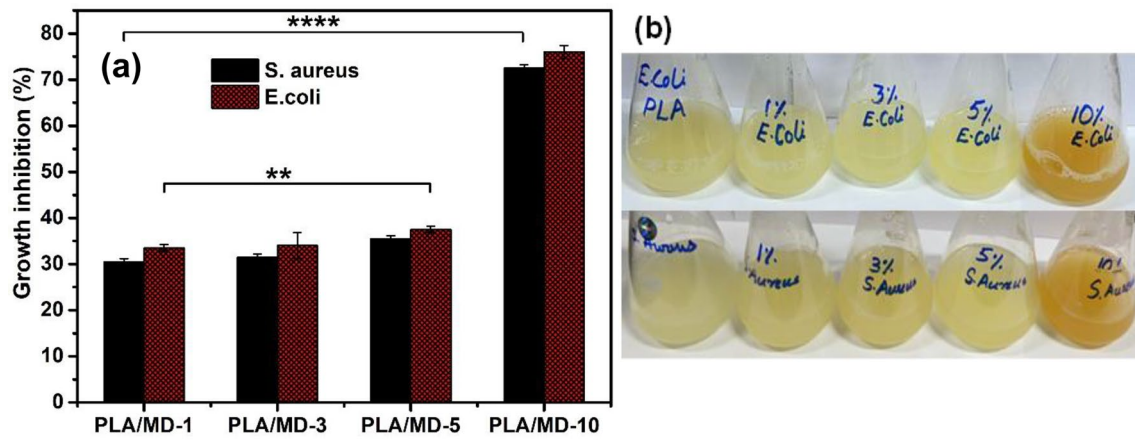 (a)
****
**
S. aureus
E.coli
Growth inhibition (%)
80
70
60
50
40
30
20
10
0
PLA/MD-1
PLA/MD-3
PLA/MD-5
PLA/MD-10
(b)
E.Coli
PLA
1%
E.Coli
3%
E.Coli
5%
E.Coli
10%
E.Coli
Aureus
1%
Aureus
3%
S.Aureus
5%
S.Aureus
10%
S.Aureus